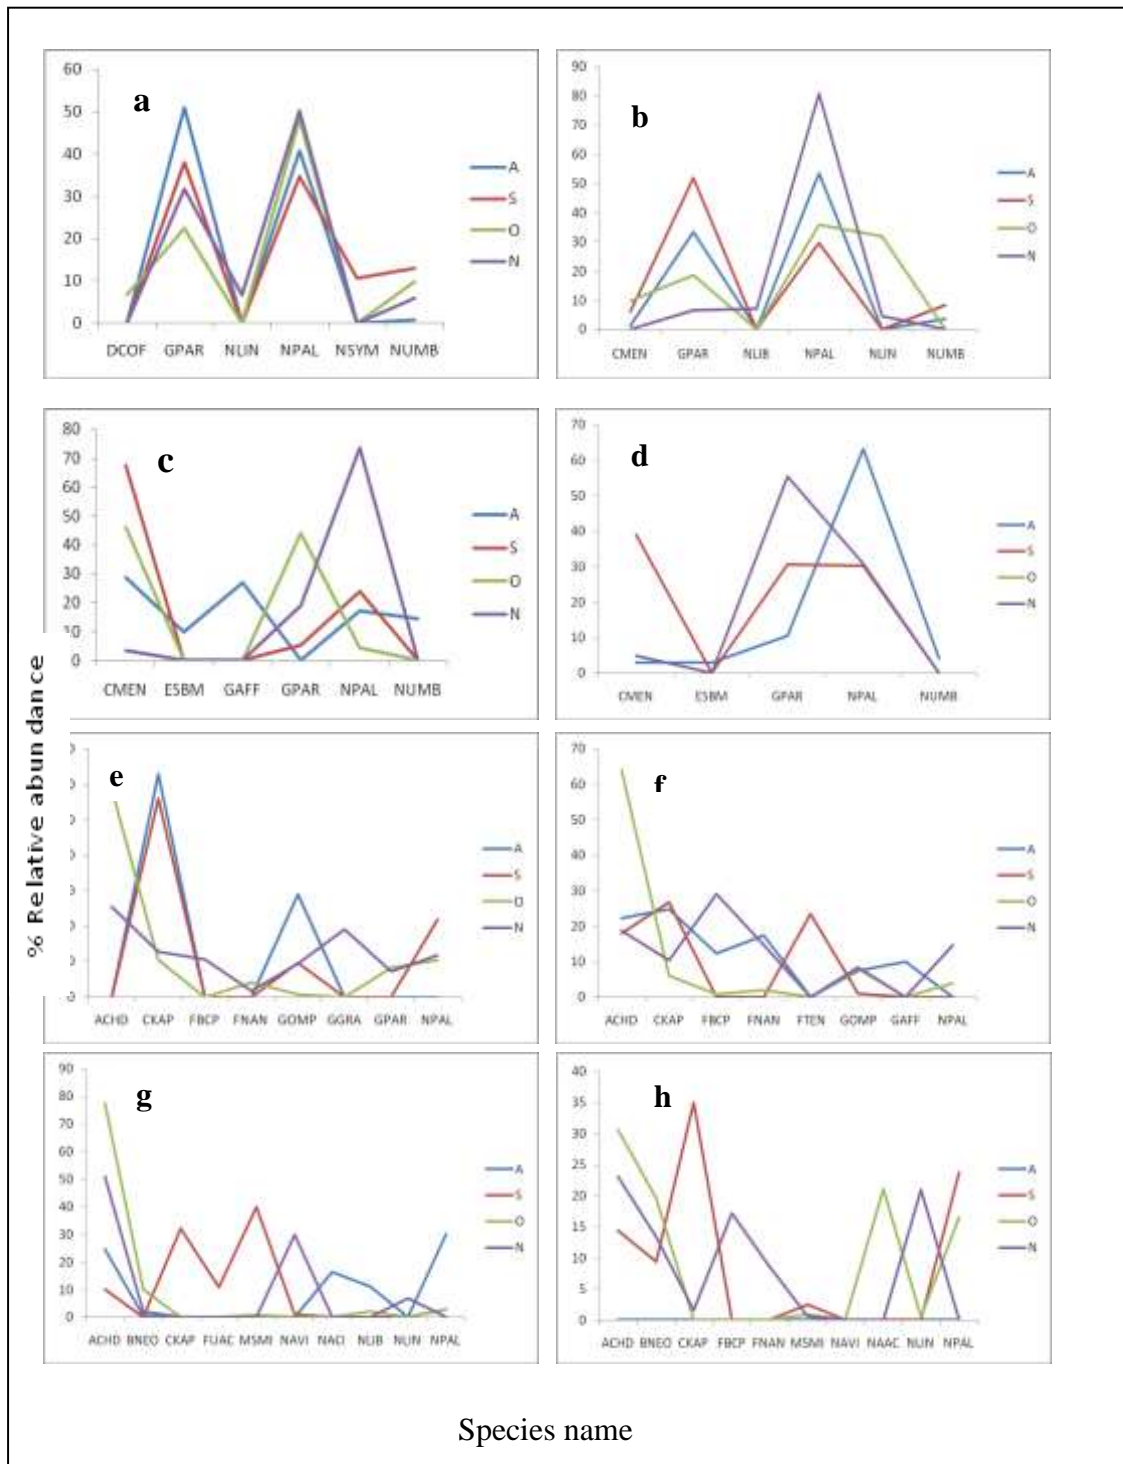 a
60
50
40
30
20
10
0
DCOF GPAR NLIN NPAL NSYM NUMB
A
S
O
N
b
90
80
70
60
50
40
30
20
10
0
CMEN GPAR NLIB NPAL NLIN NUMB
A
S
O
N
c
80
70
60
50
40
30
20
10
0
CMEN ESBM GAFF GPAR NPAL NUMB
A
S
O
N
d
70
60
50
40
30
20
10
0
CMEN ESBM GPAR NPAL NUMB
A
S
O
N
% Relative abundance
e
ACHD CKAP FBCP FNAN GOMP GGRA GPAR NPAL
A
S
O
N
f
70
60
50
40
30
20
10
0
ACHD CKAP FBCP FNAN FTEN GOMP GAFF NPAL
A
S
O
N
g
90
80
70
60
50
40
30
20
10
0
ACHD BNEO CKAP FUAC MSMI NAVI NACI NLIB NLIN NPAL
A
S
O
N
h
40
35
30
25
20
15
10
5
0
ACHD BNEO CKAP FBCP FNAN MSMI NAVI NAAC NLIN NPAL
A
S
O
N
Species name